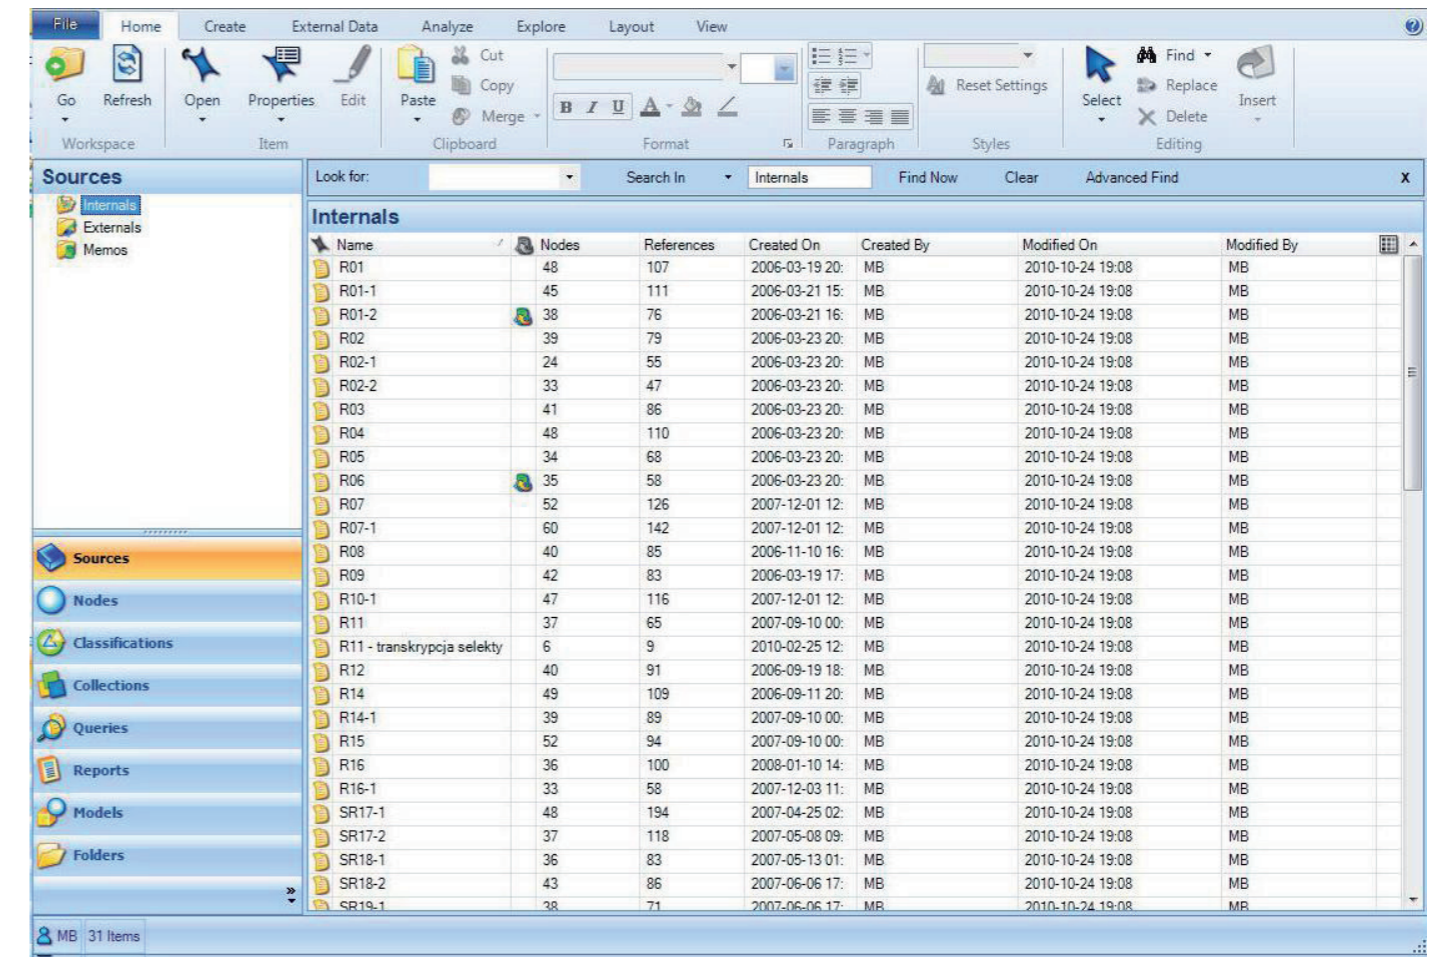 File Home Create External Data Analyze Explore Layout View
Go Refresh Open Properties Edit Paste Cut Copy Merge B I U A Reset Settings Select Find Replace Delete Insert
Workspace Item Clipboard Format Paragraph Styles Editing
Sources
Internals
Externals
Memos
Look for: Search In Internals Find Now Clear Advanced Find X
Internals
Name Nodes References Created On Created By Modified On Modified By
R01 48 107 2006-03-19 20: MB 2010-10-24 19:08 MB
R01-1 45 111 2006-03-21 15: MB 2010-10-24 19:08 MB
R01-2 38 76 2006-03-21 16: MB 2010-10-24 19:08 MB
R02 39 79 2006-03-23 20: MB 2010-10-24 19:08 MB
R02-1 24 55 2006-03-23 20: MB 2010-10-24 19:08 MB
R02-2 33 47 2006-03-23 20: MB 2010-10-24 19:08 MB
R03 41 86 2006-03-23 20: MB 2010-10-24 19:08 MB
R04 48 110 2006-03-23 20: MB 2010-10-24 19:08 MB
R05 34 68 2006-03-23 20: MB 2010-10-24 19:08 MB
R06 35 58 2006-03-23 20: MB 2010-10-24 19:08 MB
R07 52 126 2007-12-01 12: MB 2010-10-24 19:08 MB
R07-1 60 142 2007-12-01 12: MB 2010-10-24 19:08 MB
R08 40 85 2006-11-10 16: MB 2010-10-24 19:08 MB
R09 42 83 2006-03-19 17: MB 2010-10-24 19:08 MB
R10-1 47 116 2007-12-01 12: MB 2010-10-24 19:08 MB
R11 37 65 2007-09-10 00: MB 2010-10-24 19:08 MB
R11 - transkrypcja selekty 6 9 2010-02-25 12: MB 2010-10-24 19:08 MB
R12 40 91 2006-09-19 18: MB 2010-10-24 19:08 MB
R14 49 109 2006-09-11 20: MB 2010-10-24 19:08 MB
R14-1 39 89 2007-09-10 00: MB 2010-10-24 19:08 MB
R15 52 94 2007-09-10 00: MB 2010-10-24 19:08 MB
R16 36 100 2008-01-10 14: MB 2010-10-24 19:08 MB
R16-1 33 58 2007-12-03 11: MB 2010-10-24 19:08 MB
SR17-1 48 194 2007-04-25 02: MB 2010-10-24 19:08 MB
SR17-2 37 118 2007-05-08 09: MB 2010-10-24 19:08 MB
SR18-1 36 83 2007-05-13 01: MB 2010-10-24 19:08 MB
SR18-2 43 86 2007-06-06 17: MB 2010-10-24 19:08 MB
SR19-1 38 71 2007-06-06 17: MB 2010-10-24 19:08 MB
Sources
Nodes
Classifications
Collections
Queries
Reports
Models
Folders
MB 31 Items